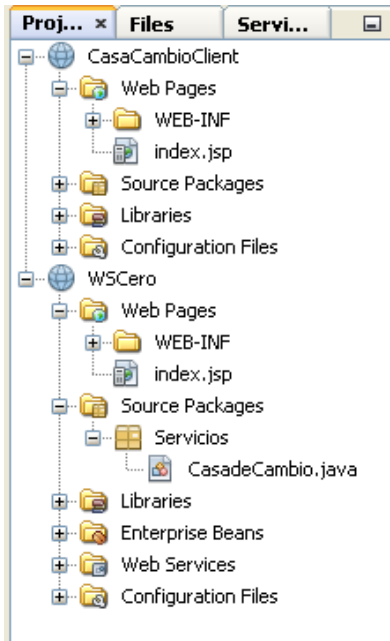 Proj... × Files Servi...
CasaCambioClient
Web Pages
WEB-INF
index.jsp
Source Packages
Libraries
Configuration Files
WSCero
Web Pages
WEB-INF
index.jsp
Source Packages
Servicios
CasadeCambio.java
Libraries
Enterprise Beans
Web Services
Configuration Files